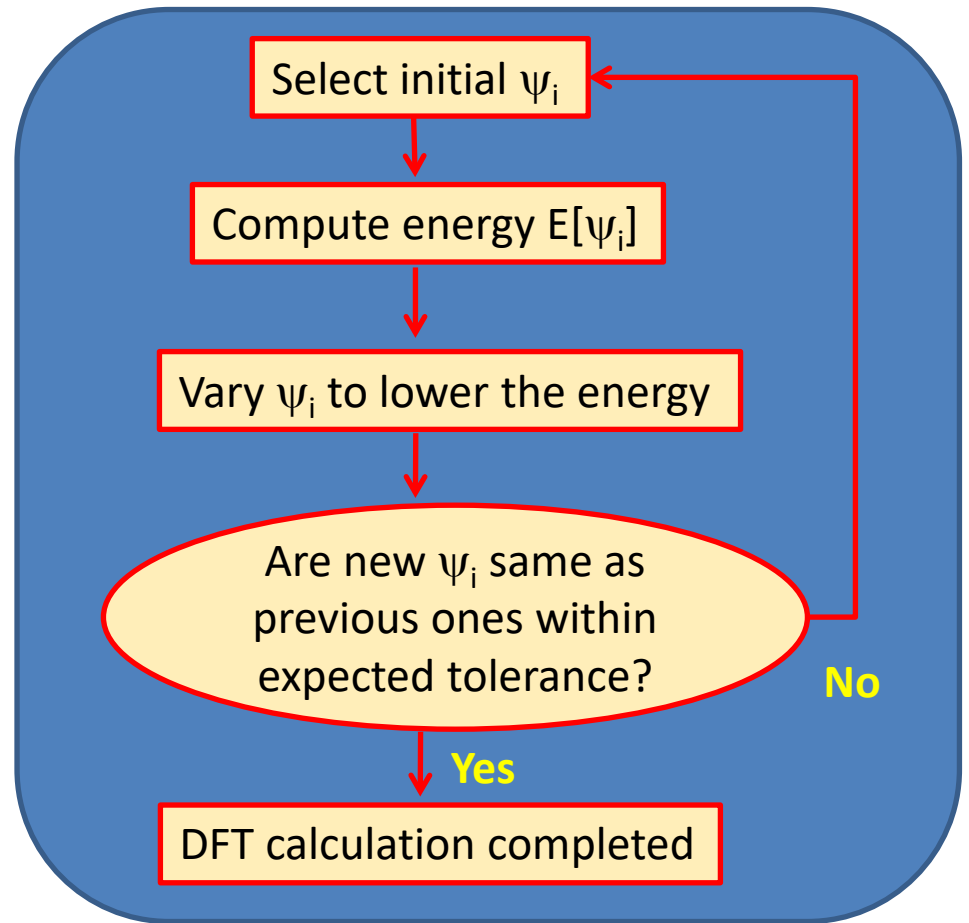 Select initial ψi
Compute energy E[ψi]
Vary ψi to lower the energy
Are new ψi same as
previous ones within
expected tolerance?
No
Yes
DFT calculation completed